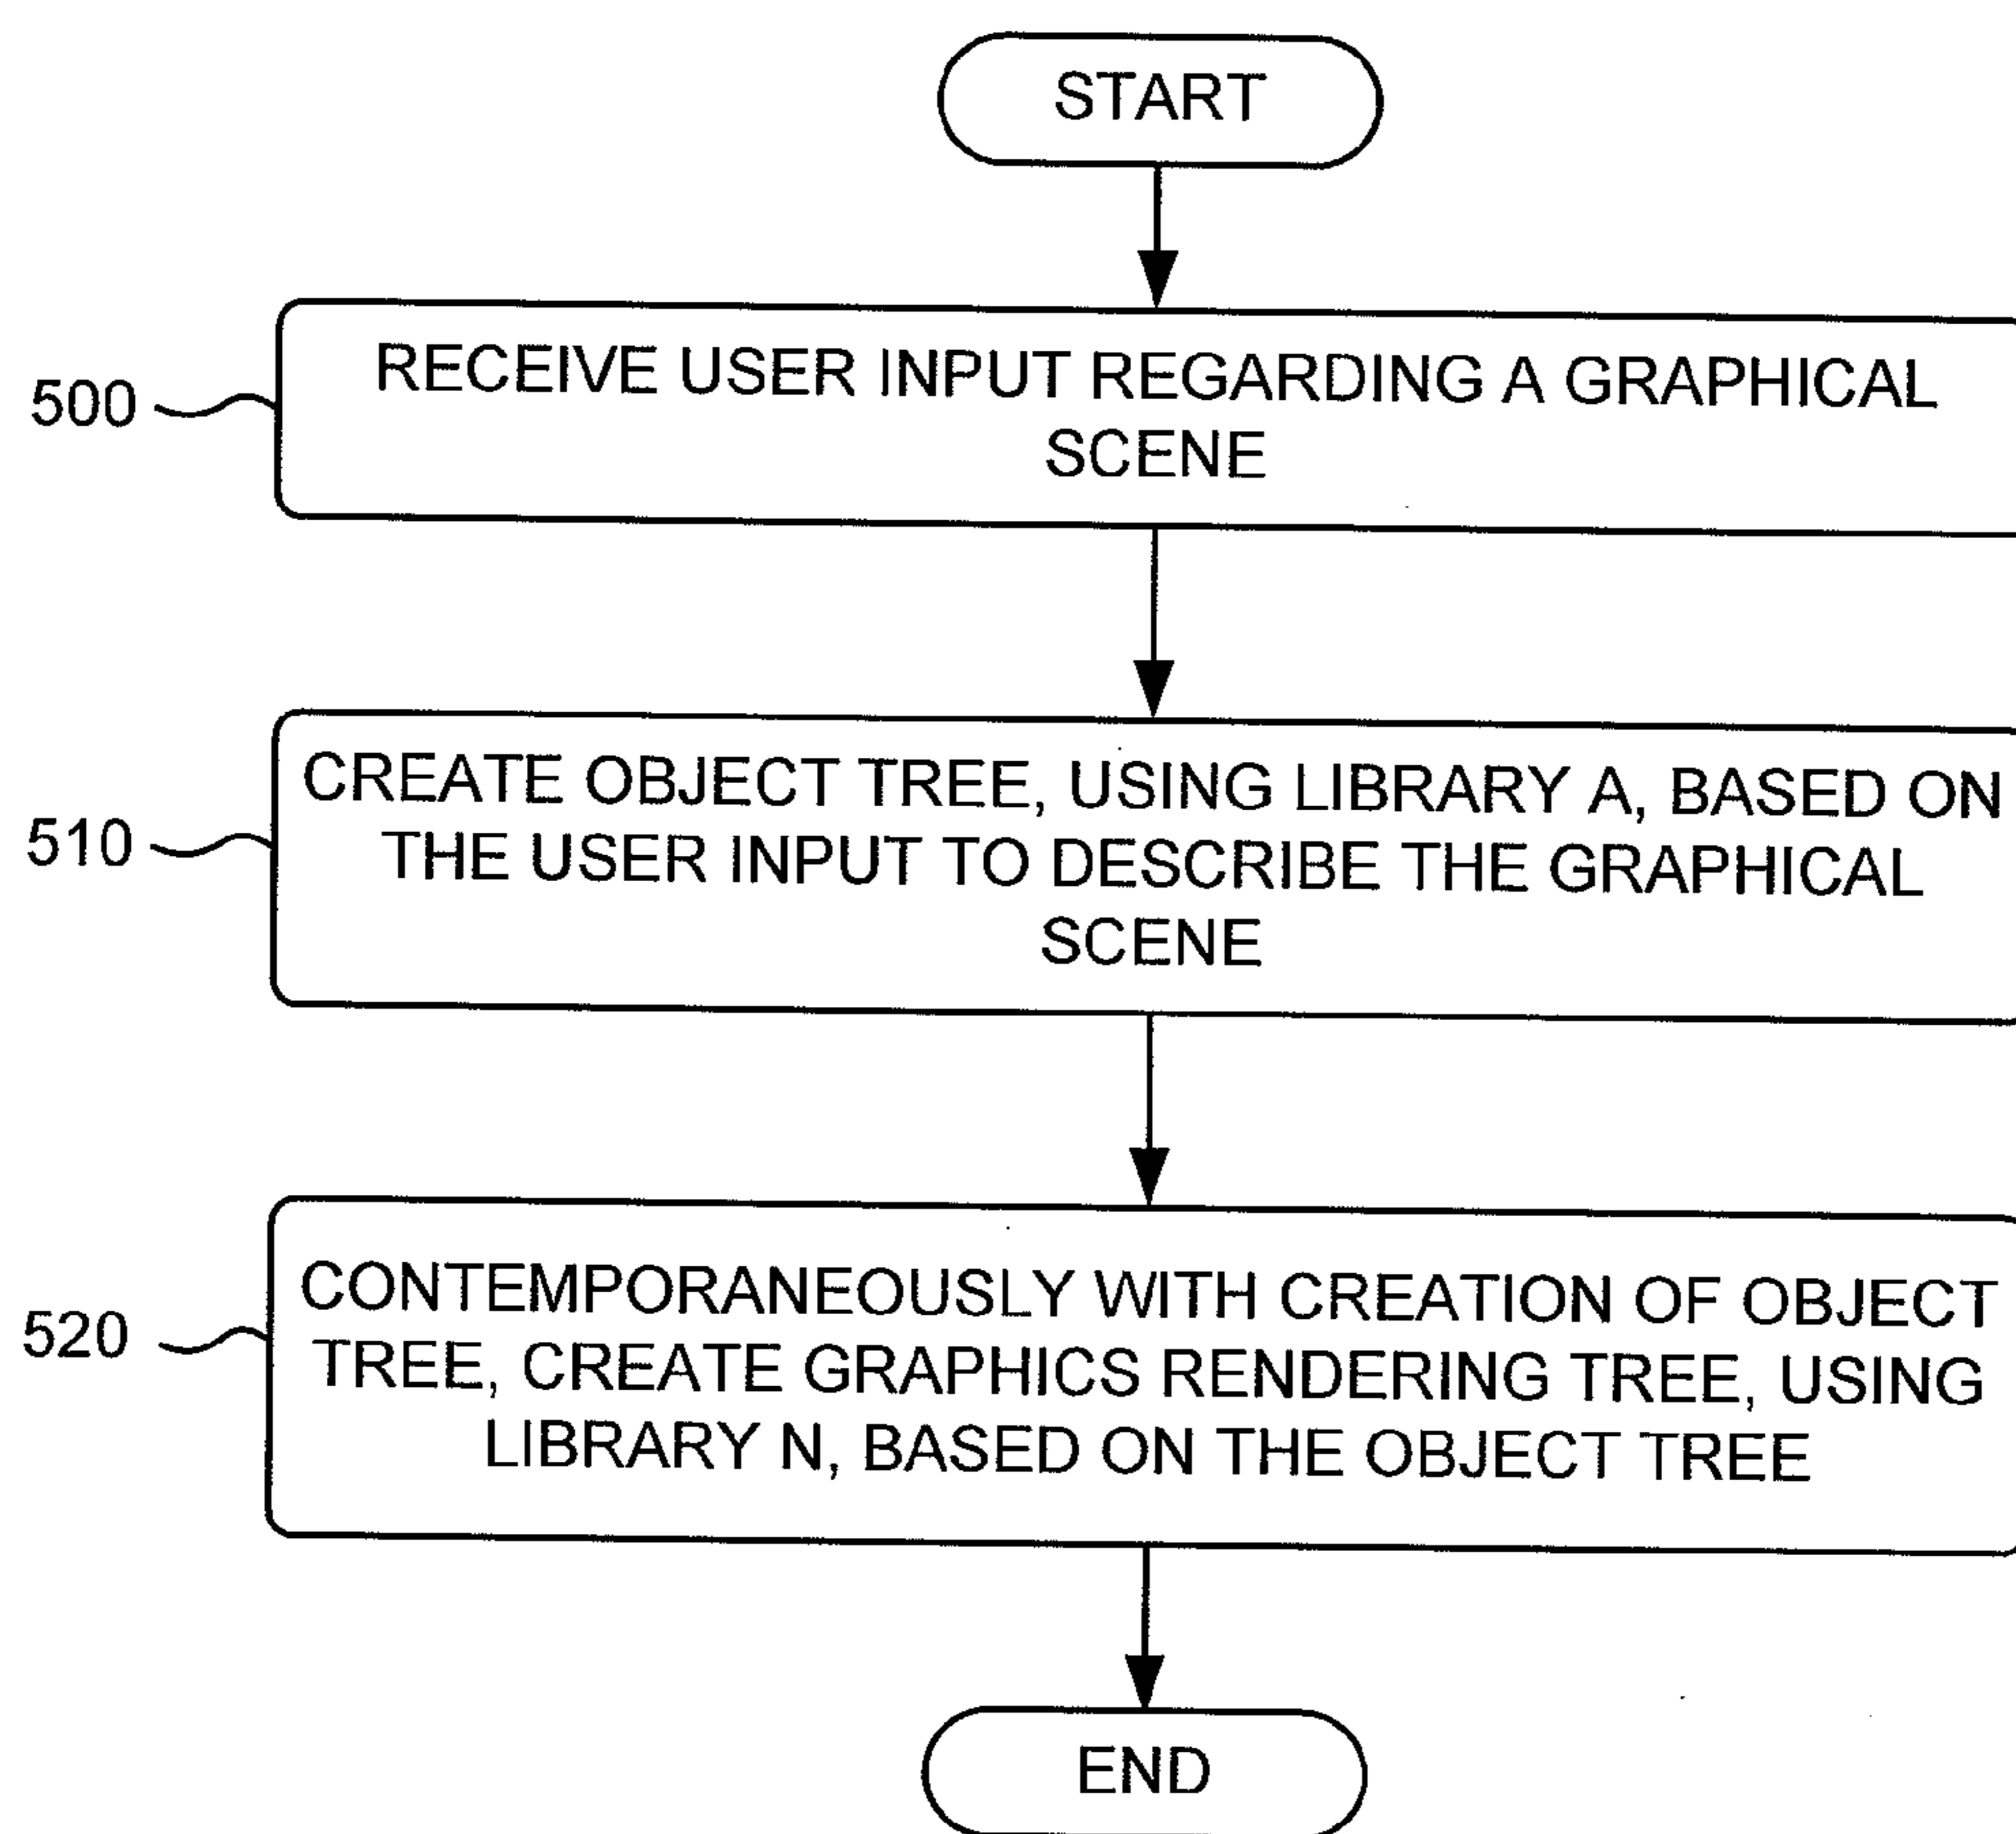 START
500
RECEIVE USER INPUT REGARDING A GRAPHICAL
SCENE
510
CREATE OBJECT TREE, USING LIBRARY A, BASED ON
THE USER INPUT TO DESCRIBE THE GRAPHICAL
SCENE
520
CONTEMPORANEOUSLY WITH CREATION OF OBJECT
TREE, CREATE GRAPHICS RENDERING TREE, USING
LIBRARY N, BASED ON THE OBJECT TREE
END